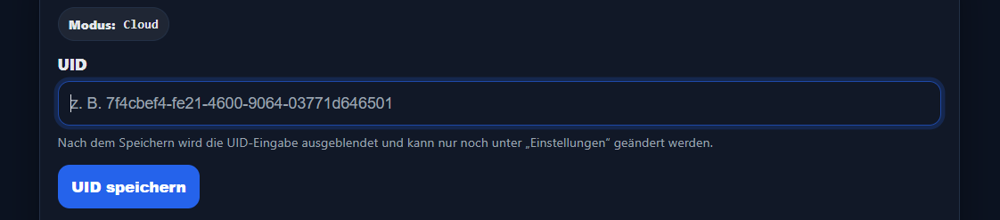 Modus: Cloud
UID
z. B. 7f4cbef4-fe21-4600-9064-03771d646501
Nach dem Speichern wird die UID-Eingabe ausgeblendet und kann nur noch unter „Einstellungen“ geändert werden.
UID speichern